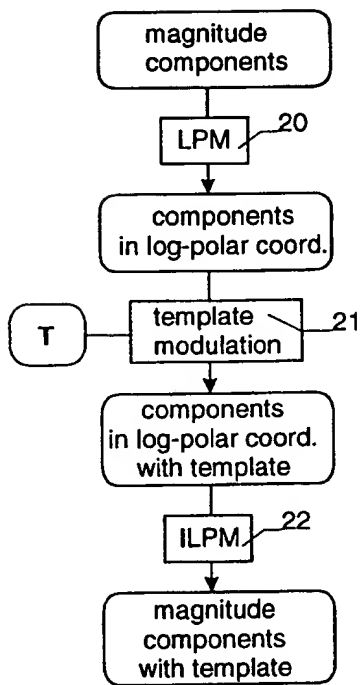 magnitude
components
LPM
20
components
in log-polar coord.
template
modulation
21
T
components
in log-polar coord.
with template
ILPM
22
magnitude
components
with template